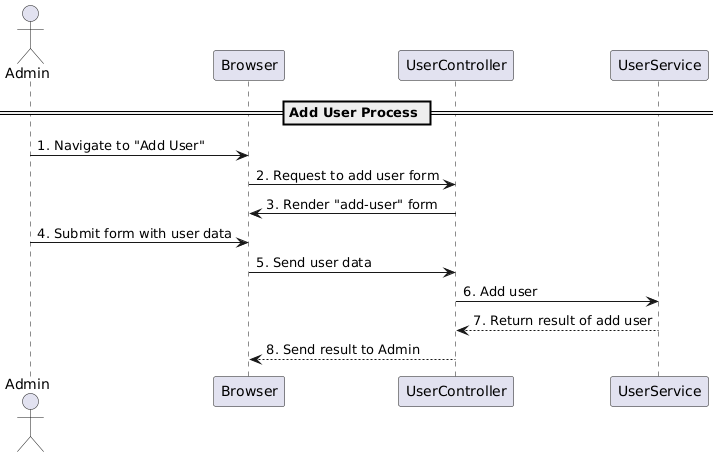 Admin
Browser
UserController
UserService
Add User Process
1. Navigate to "Add User"
2. Request to add user form
3. Render "add-user" form
4. Submit form with user data
5. Send user data
6. Add user
7. Return result of add user
8. Send result to Admin
Admin
Browser
UserController
UserService